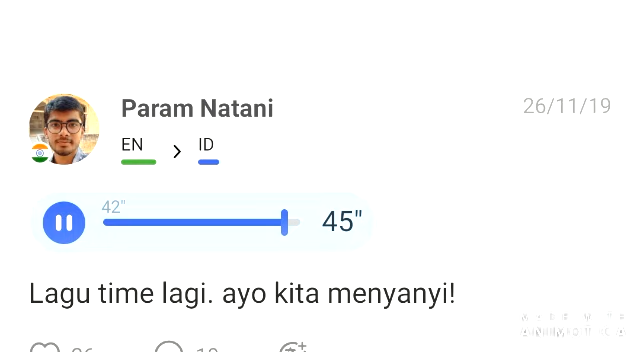 Param Natani
26/11/19
EN > ID
42"
45"
Lagu time lagi. ayo kita menyanyi!